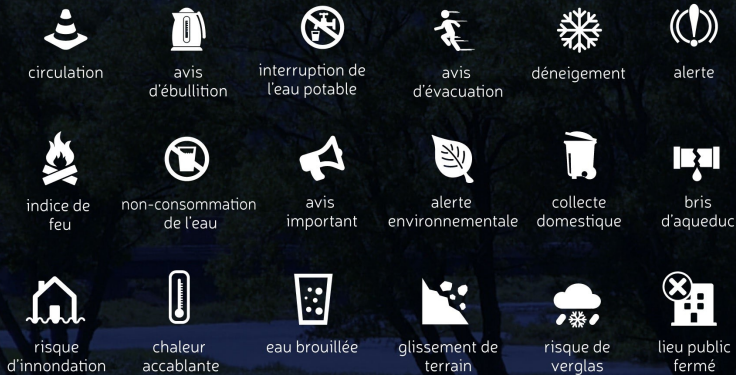 circulation
avis
d'ébullition
interruption de
l'eau potable
avis
d'évacuation
déneigement
alerte
indice de
feu
non-consommation
de l'eau
avis
important
alerte
environnementale
collecte
domestique
bris
d'aqueduc
risque
d'innondation
chaleur
accablante
eau brouillée
glissement de
terrain
risque de
verglas
lieu public
fermé